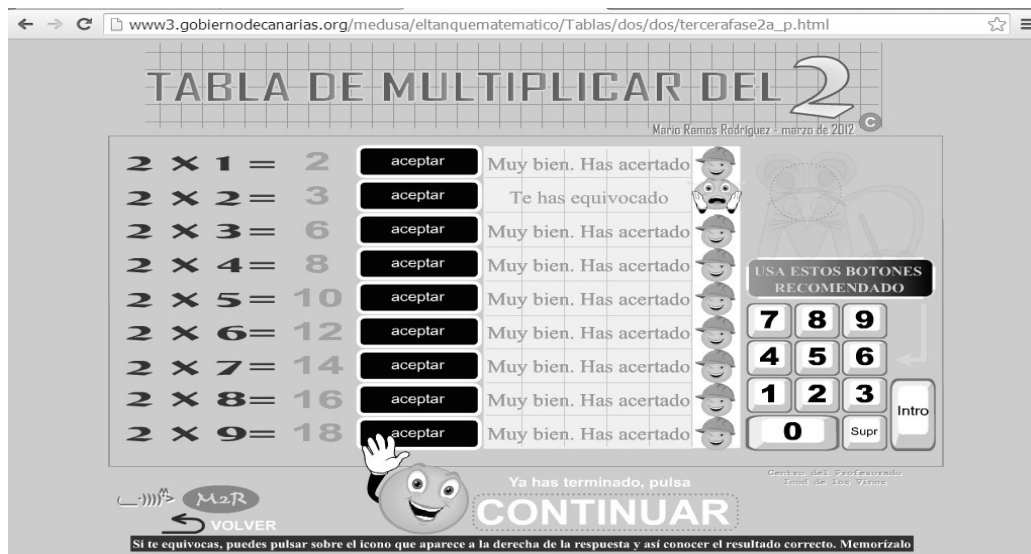 www3.gobiernodecanarias.org/medusa/eltanquematematico/Tablas/dos/dos/tercerafase2a_p.html
TABLA DE MULTIPLICAR DEL 2
Mario Ramos Rodríguez - marzo de 2012 C
2 X 1 = 2 aceptar Muy bien. Has acertado
2 X 2 = 3 aceptar Te has equivocado
2 X 3 = 6 aceptar Muy bien. Has acertado
2 X 4 = 8 aceptar Muy bien. Has acertado
2 X 5 = 10 aceptar Muy bien. Has acertado
2 X 6 = 12 aceptar Muy bien. Has acertado
2 X 7 = 14 aceptar Muy bien. Has acertado
2 X 8 = 16 aceptar Muy bien. Has acertado
2 X 9 = 18 aceptar Muy bien. Has acertado
USA ESTOS BOTONES
RECOMENDADO
7 8 9
4 5 6
1 2 3
Intro
0 Supr
Centro del Profesorado
Icod de los Vinos
M2R
VOLVER
Ya has terminado, pulsa
CONTINUAR
Si te equivocas, puedes pulsar sobre el icono que aparece a la derecha de la respuesta y así conocer el resultado correcto. Memorízalo